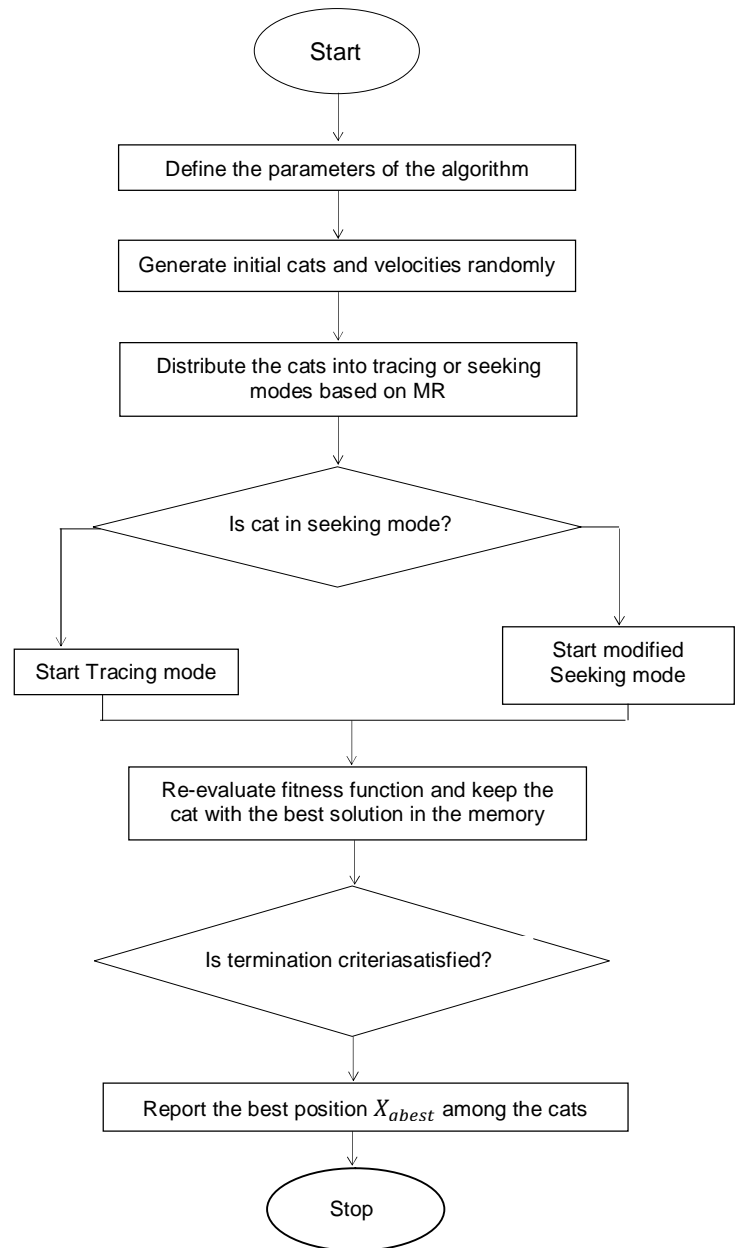 Start
Define the parameters of the algorithm
Generate initial cats and velocities randomly
Distribute the cats into tracing or seeking
modes based on MR
Is cat in seeking mode?
Start Tracing mode
Start modified
Seeking mode
Re-evaluate fitness function and keep the
cat with the best solution in the memory
Is termination criteriasatisfied?
Report the best position X_{abest} among the cats
Stop